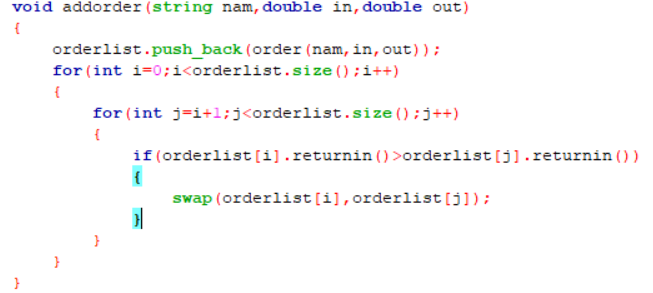 void addorder(string nam,double in,double out)
{
orderlist.push_back(order(nam,in,out));
for(int i=0;i<orderlist.size();i++)
{
for(int j=i+1;j<orderlist.size();j++)
{
if(orderlist[i].returnin()>orderlist[j].returnin())
{
swap(orderlist[i],orderlist[j]);
}
}
}
}